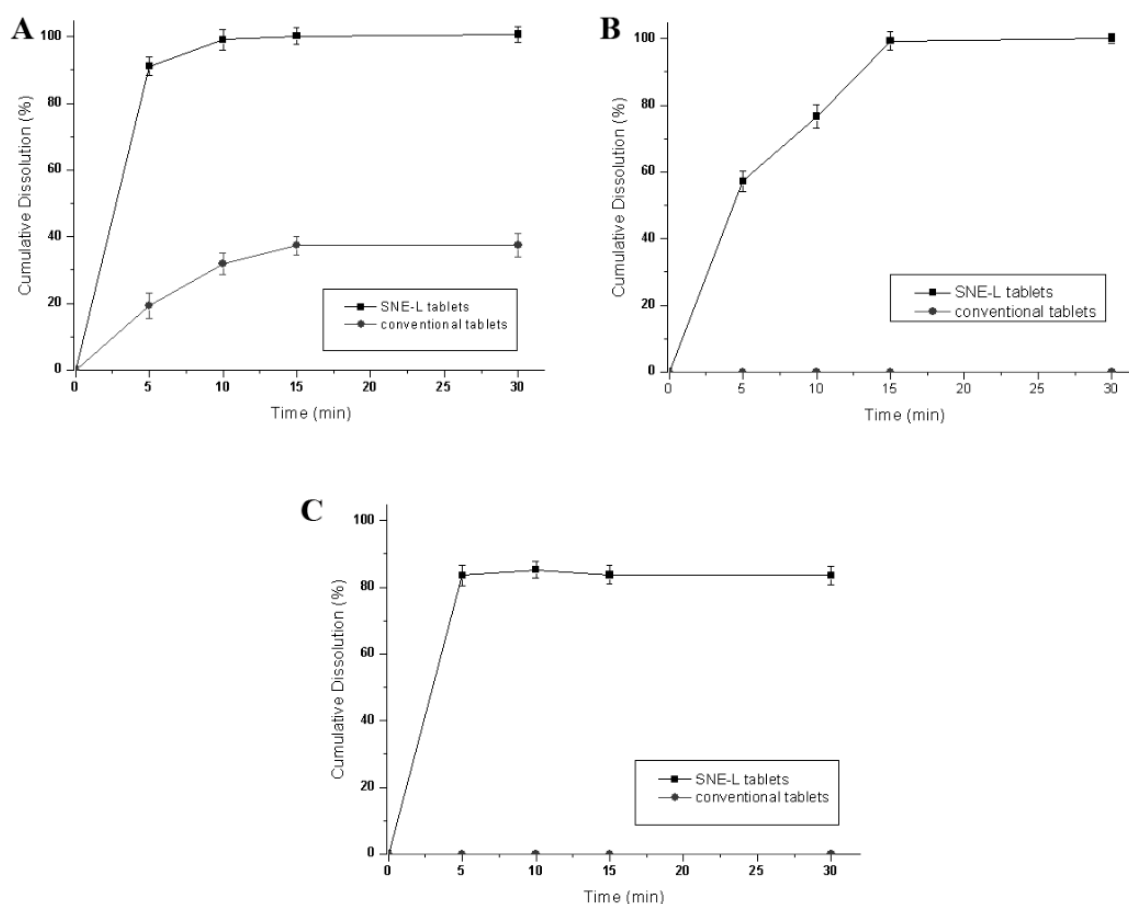 A
Cumulative Dissolution (%)
100
80
60
40
20
0
SNE-L tablets
conventional tablets
0 5 10 15 20 25 30
Time (min)
B
Cumulative Dissolution (%)
100
80
60
40
20
0
SNE-L tablets
conventional tablets
0 5 10 15 20 25 30
Time (min)
C
Cumulative Dissolution (%)
100
80
60
40
20
0
SNE-L tablets
conventional tablets
0 5 10 15 20 25 30
Time (min)